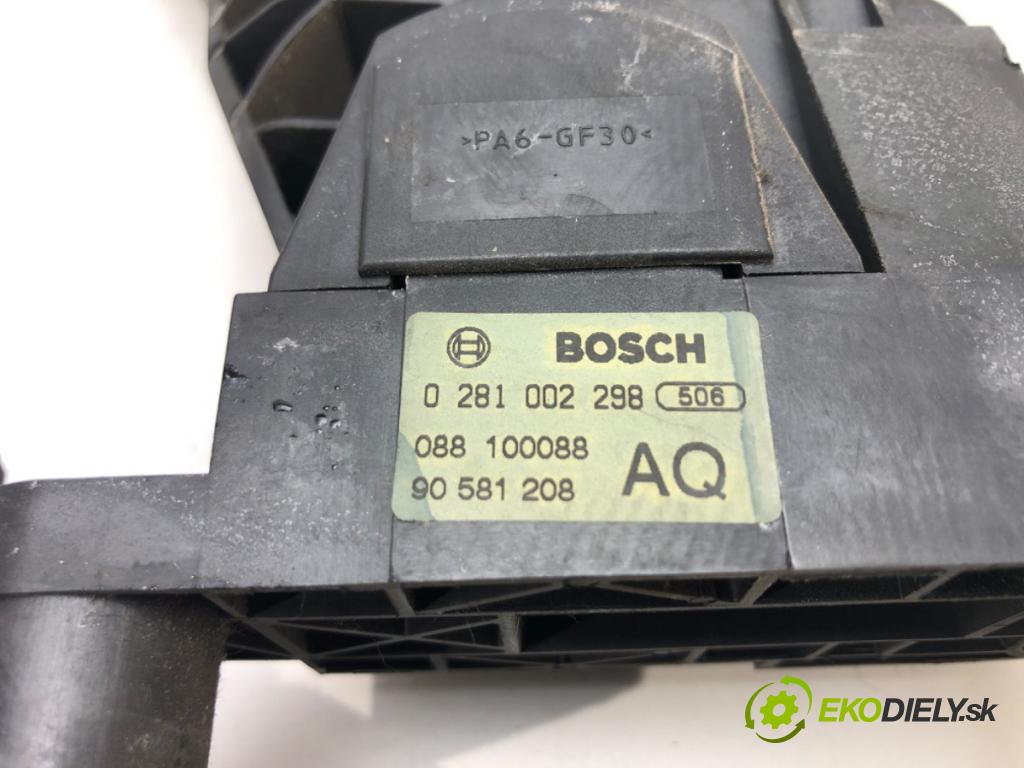 >PA6-GF30<
BOSCH
0 281 002 298 506
088 100088
90 581 208
AQ
EKODIELY.sk